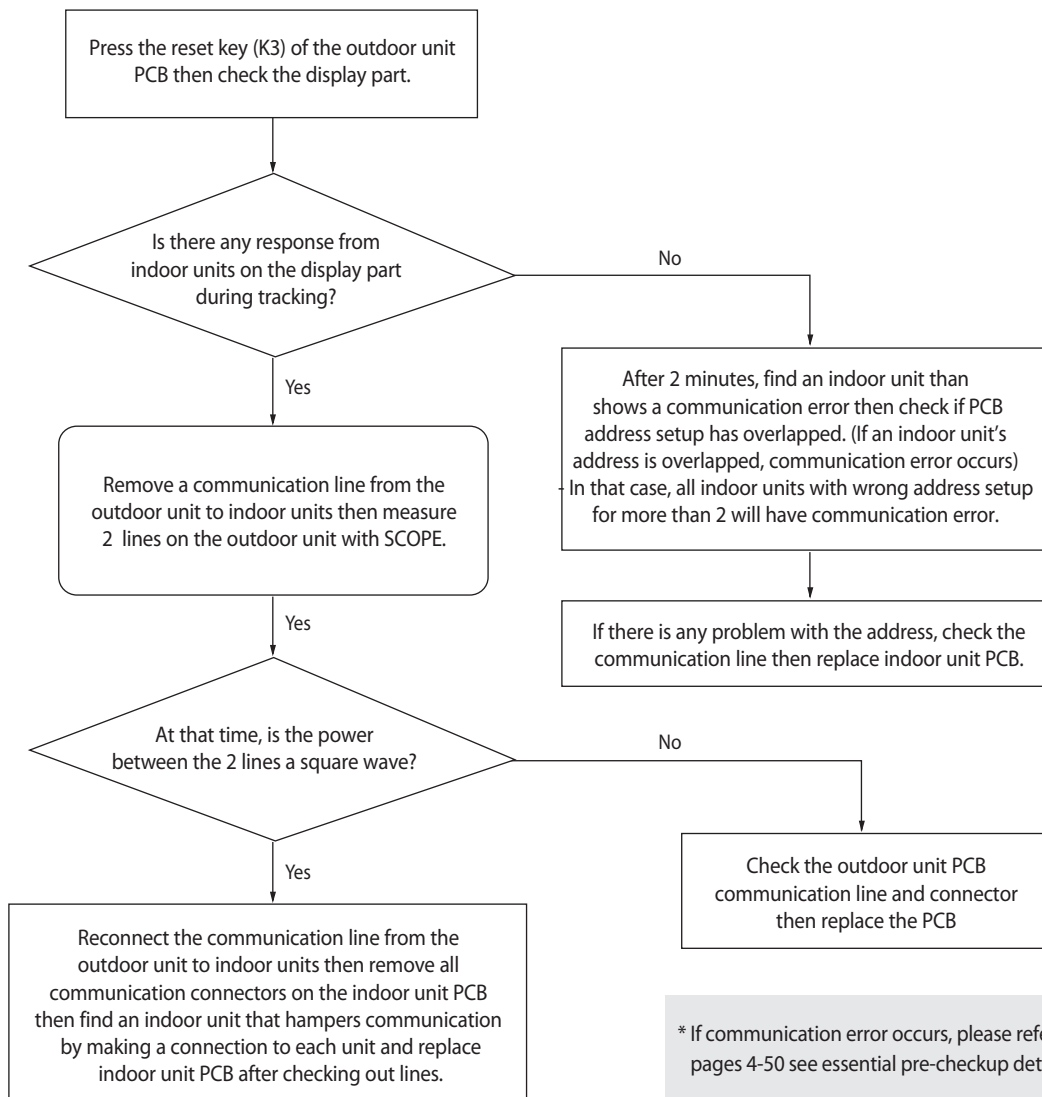 Press the reset key (K3) of the outdoor unit
PCB then check the display part.
Is there any response from
indoor units on the display part
during tracking?
No
Yes
After 2 minutes, find an indoor unit than
shows a communication error then check if PCB
address setup has overlapped. (If an indoor unit's
address is overlapped, communication error occurs)
- In that case, all indoor units with wrong address setup
for more than 2 will have communication error.
Remove a communication line from the
outdoor unit to indoor units then measure
2 lines on the outdoor unit with SCOPE.
If there is any problem with the address, check the
communication line then replace indoor unit PCB.
Yes
At that time, is the power
between the 2 lines a square wave?
No
Yes
Check the outdoor unit PCB
communication line and connector
then replace the PCB
Reconnect the communication line from the
outdoor unit to indoor units then remove all
communication connectors on the indoor unit PCB
then find an indoor unit that hampers communication
by making a connection to each unit and replace
indoor unit PCB after checking out lines.
* If communication error occurs, please
pages 4-50 see essential pre-checkup